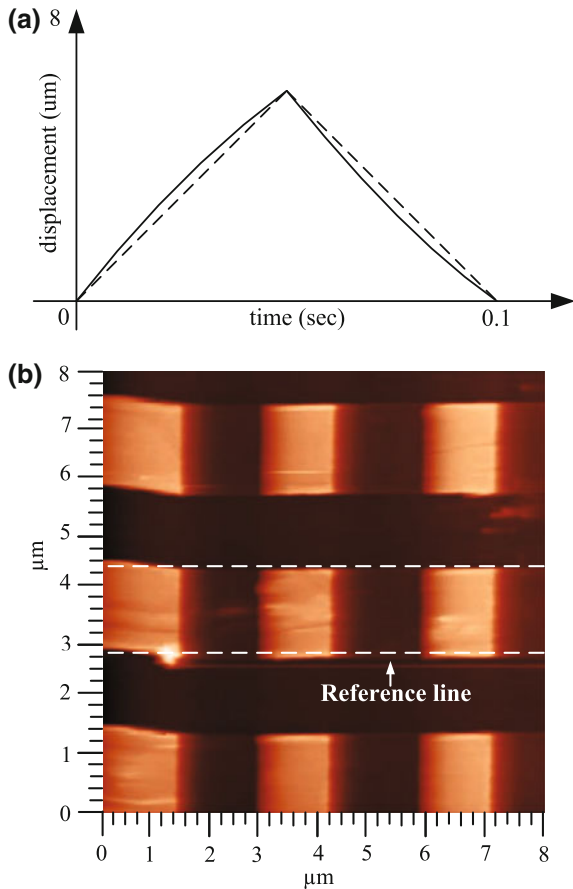 (a) 8
displacement (um)
0
time (sec)
0.1
(b)
8
7
6
5
4
3
2
1
0
μm
Reference line
0 1 2 3 4 5 6 7 8
μm